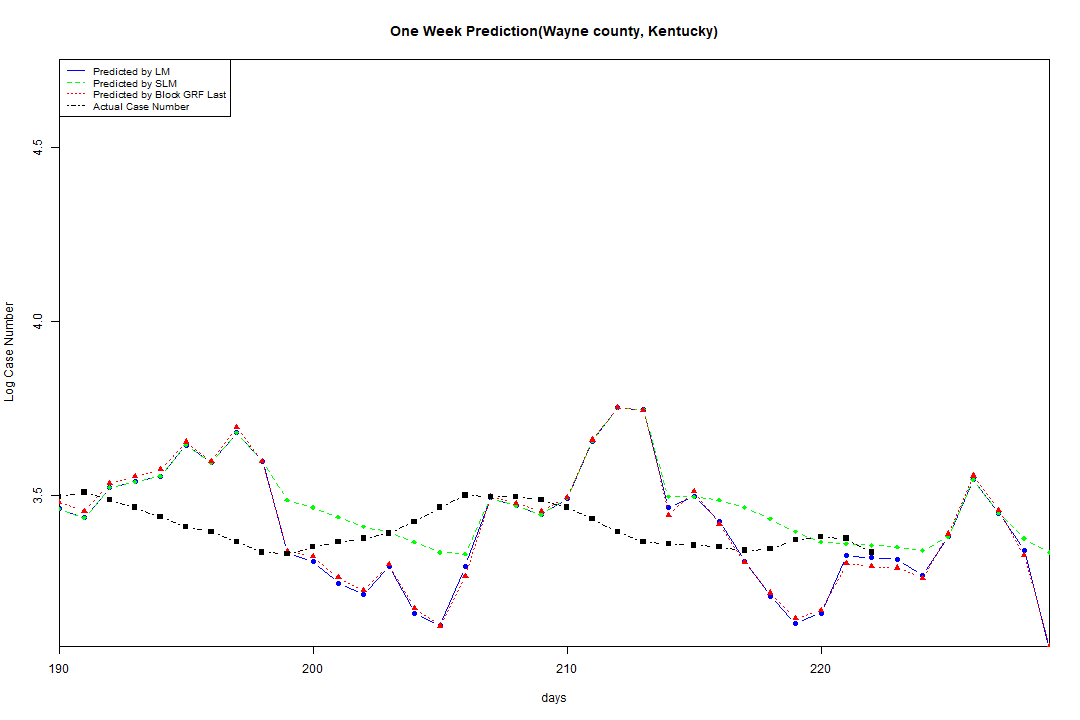 One Week Prediction(Wayne county, Kentucky)
Predicted by LM
Predicted by SLM
Predicted by Block GRF Last
Actual Case Number
4.5
4.0
3.5
Log Case Number
190 200 210 220
days